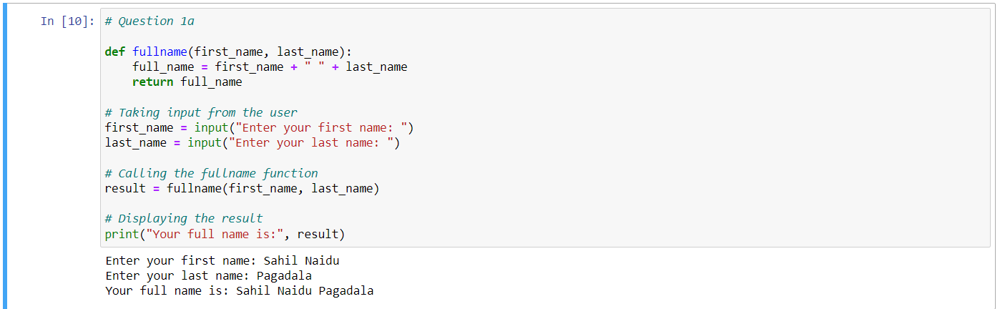 In [10]: # Question 1a
def fullname(first_name, last_name):
    full_name = first_name + " " + last_name
    return full_name
# Taking input from the user
first_name = input("Enter your first name: ")
last_name = input("Enter your last name: ")
# Calling the fullname function
result = fullname(first_name, last_name)
# Displaying the result
print("Your full name is:", result)
Enter your first name: Sahil Naidu
Enter your last name: Pagadala
Your full name is: Sahil Naidu Pagadala